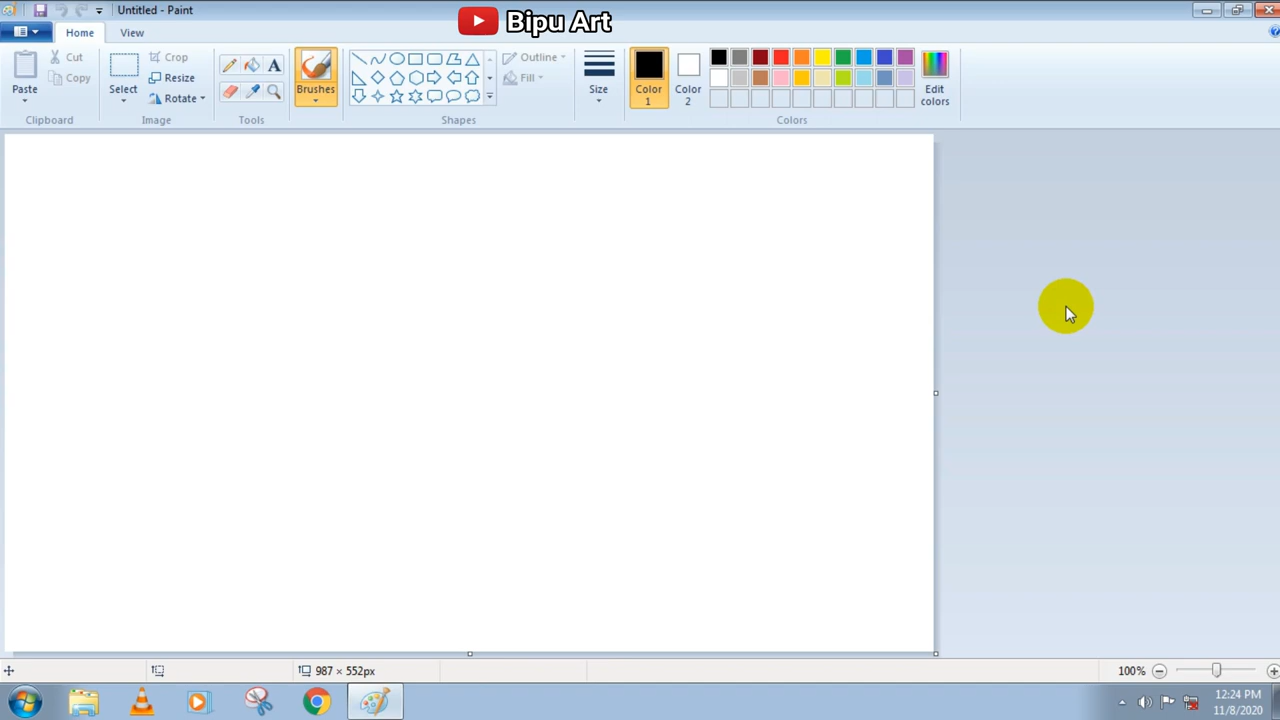 Untitled - Paint
Bipu Art
Home
View
Paste
Cut
Copy
Clipboard
Select
Crop
Resize
Rotate
Image
A
Tools
Brushes
Outline
Fill
Shapes
Size
Color 1
Color 2
Edit colors
Colors
987 × 552px
100%
12:24 PM
11/8/2020